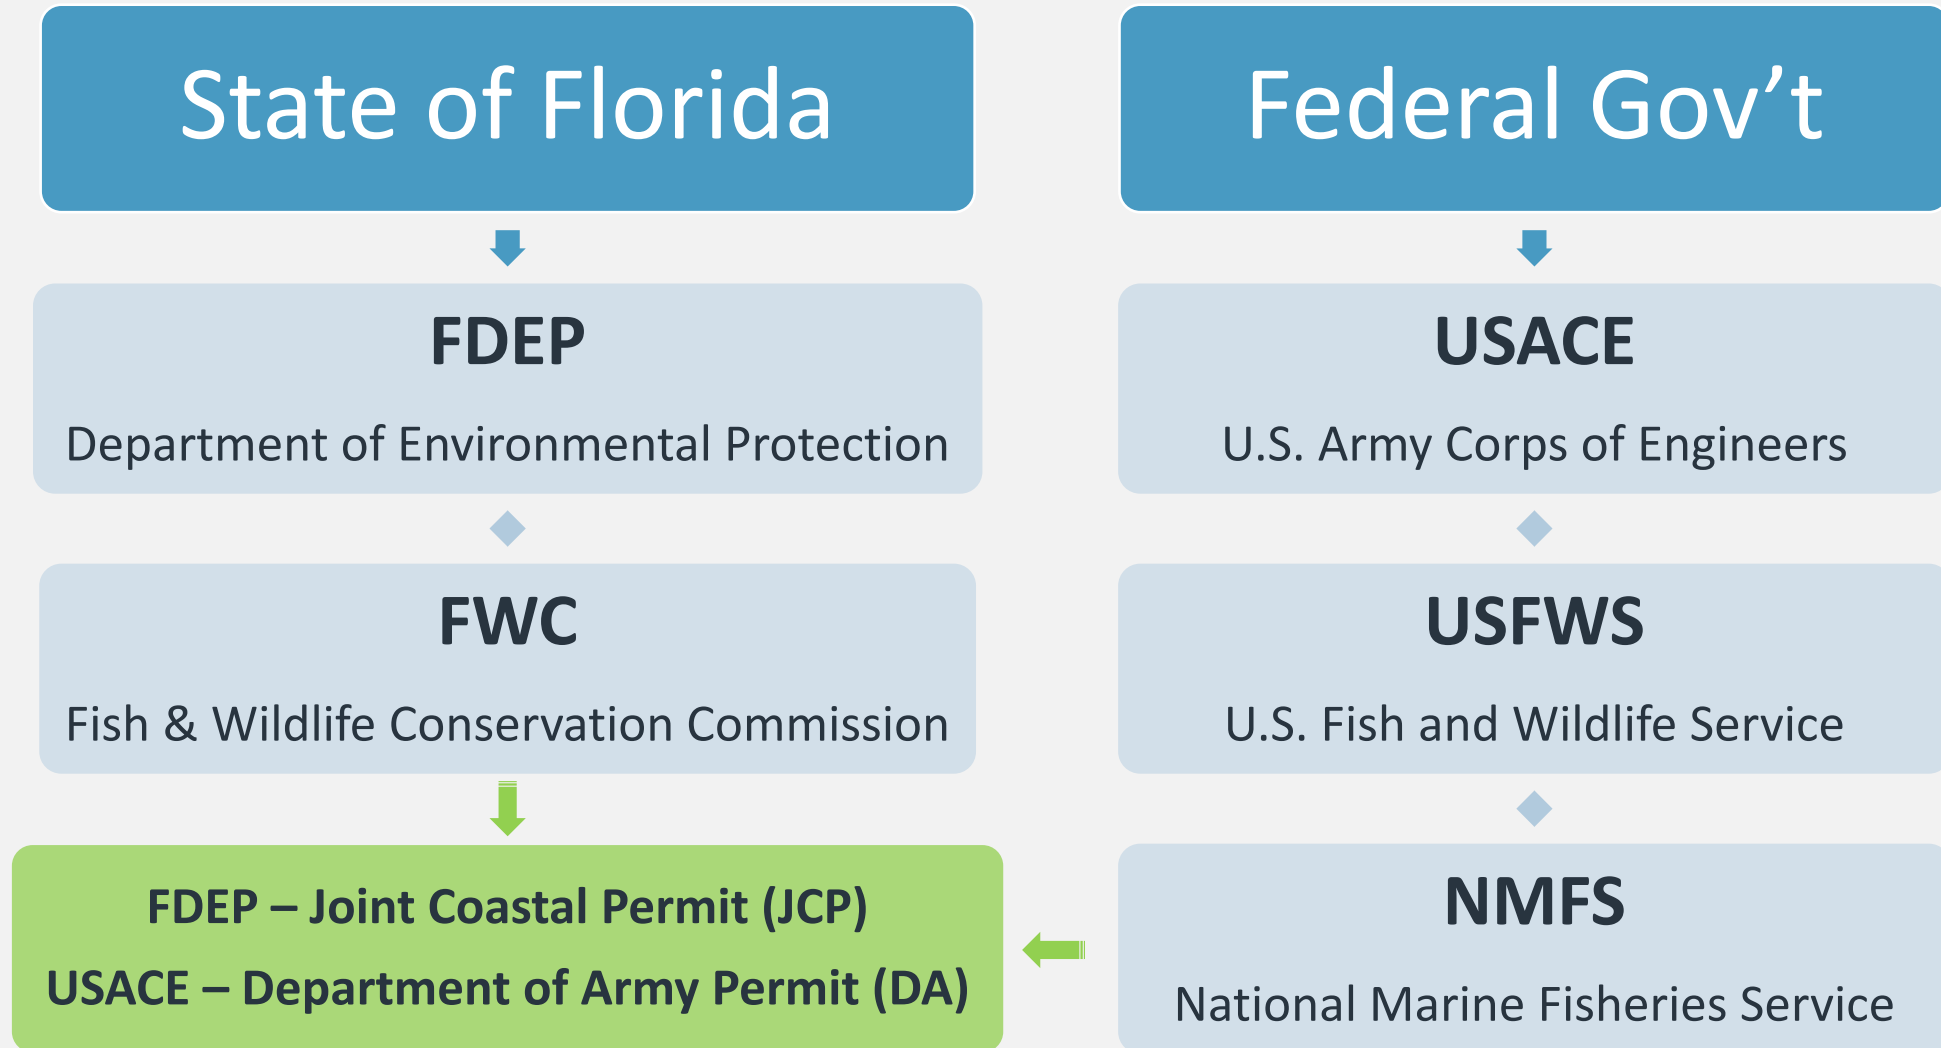 State of Florida
FDEP
Department of Environmental Protection
FWC
Fish & Wildlife Conservation Commission
FDEP – Joint Coastal Permit (JCP)
USACE – Department of Army Permit (DA)
Federal Gov’t
USACE
U.S. Army Corps of Engineers
USFWS
U.S. Fish and Wildlife Service
NMFS
National Marine Fisheries Service